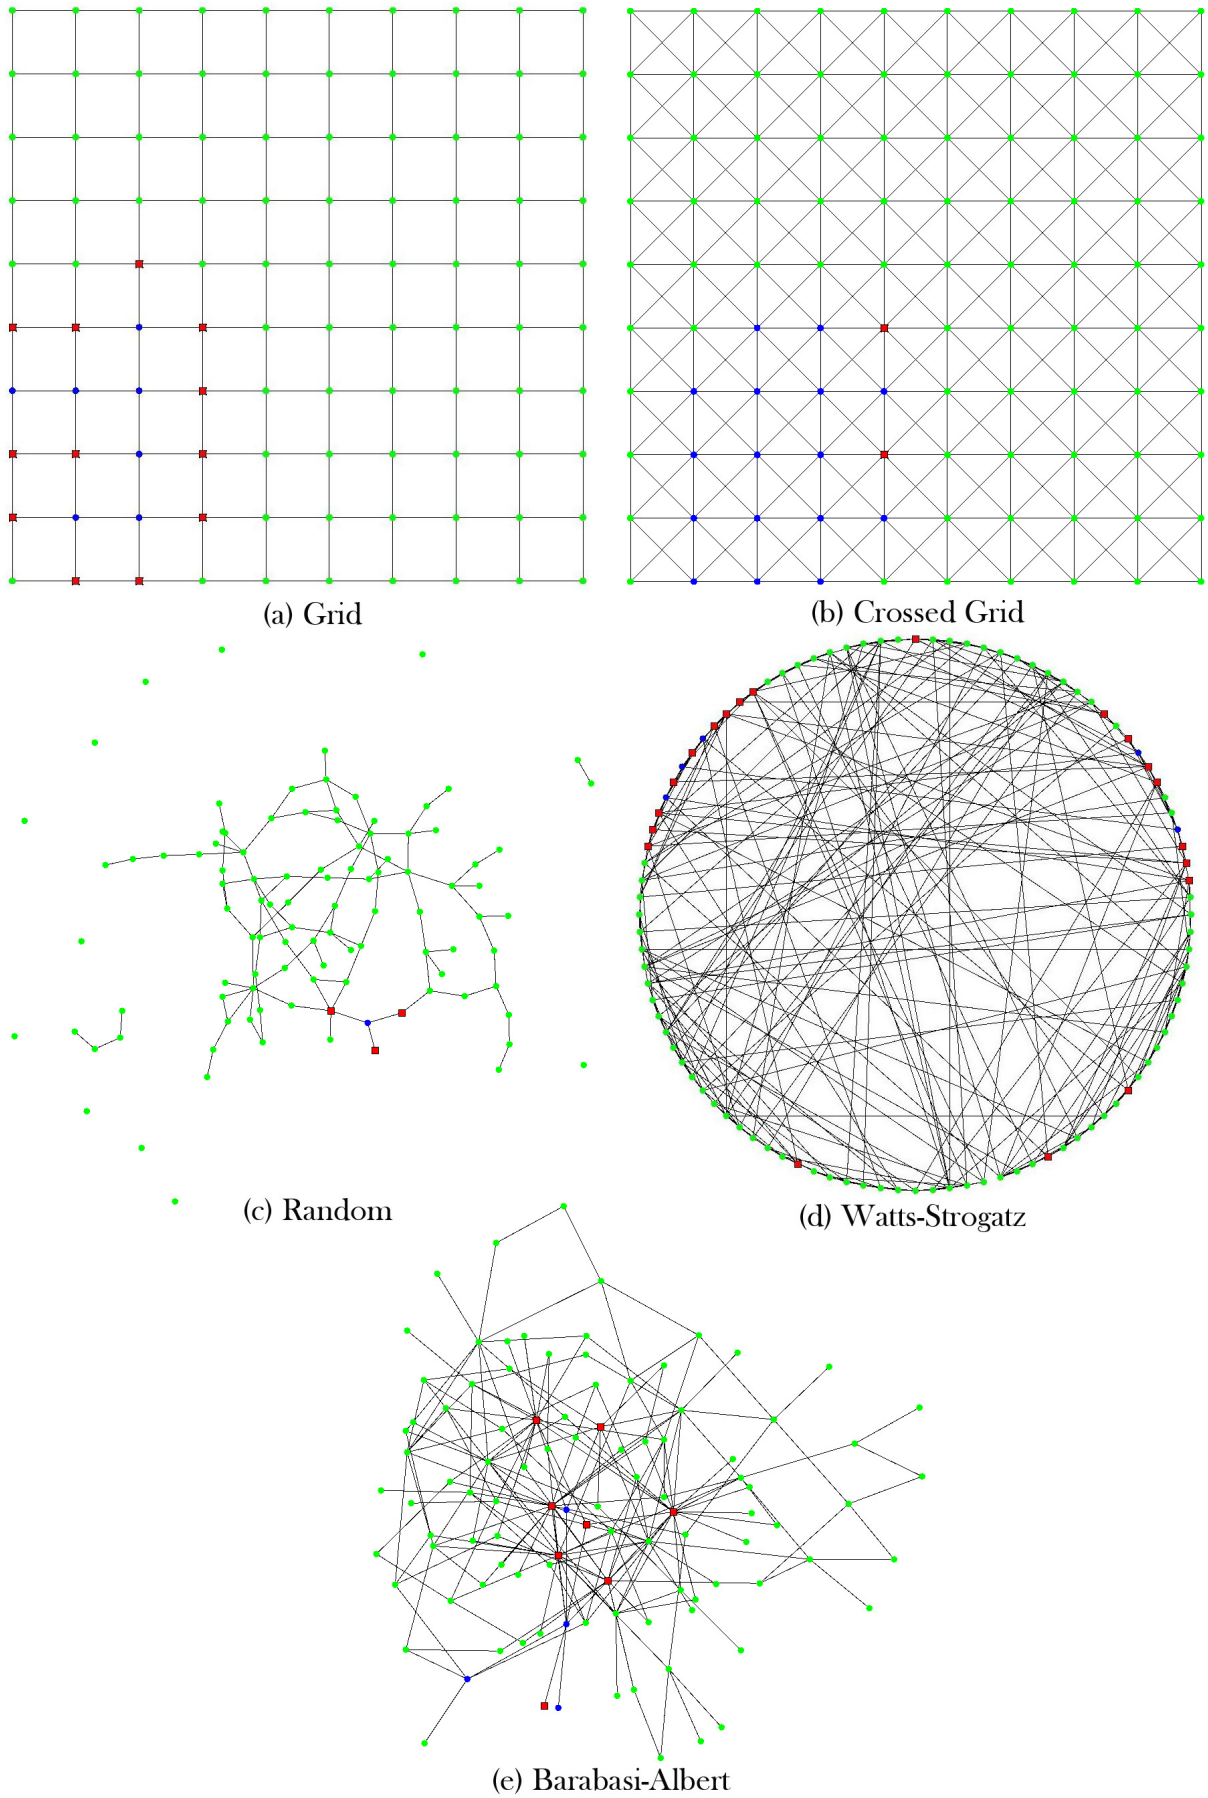 (a) Grid
(b) Crossed Grid
(c) Random
(d) Watts-Strogatz
(e) Barabasi-Albert